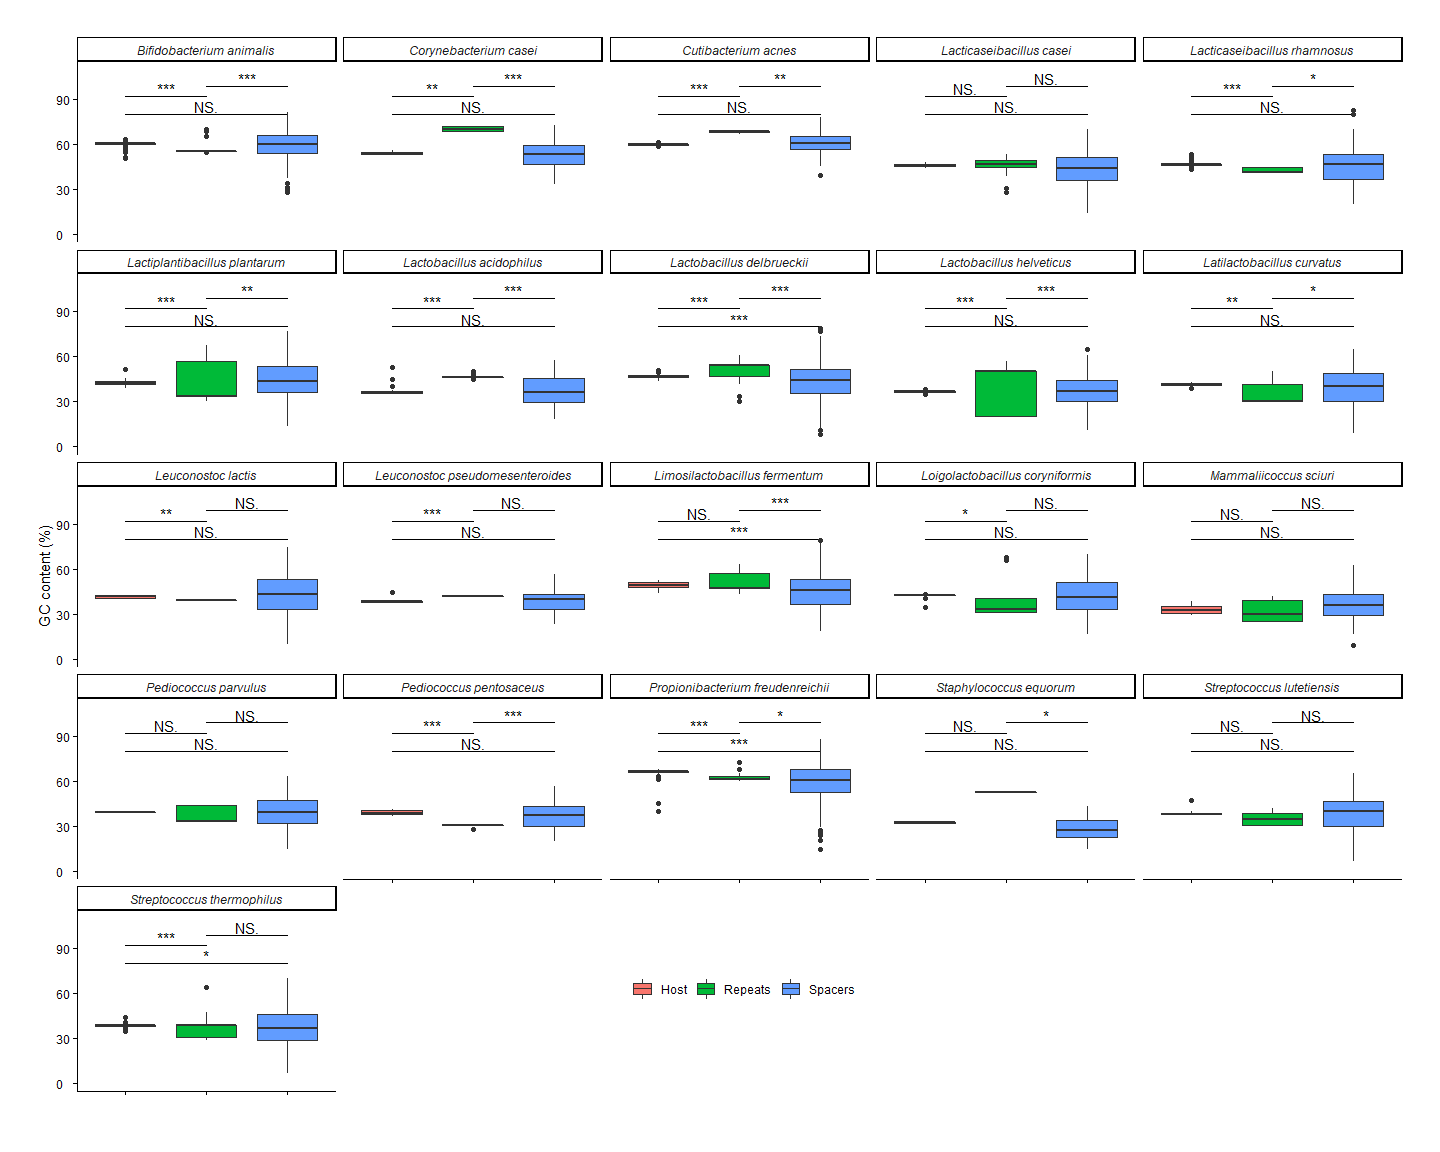 Bifidobacterium animalis
Corynebacterium casei
Cutibacterium acnes
Lacticaseibacillus casei
Lacticaseibacillus rhamnosus
***
***
NS.
**
***
NS.
***
**
NS.
NS.
NS.
NS.
*
***
NS.
90
60
30
0
Lactiplantibacillus plantarum
Lactobacillus acidophilus
Lactobacillus delbrueckii
Lactobacillus helveticus
Latilactobacillus curvatus
**
***
NS.
***
***
NS.
***
***
***
***
***
NS.
*
**
NS.
90
60
30
0
Leuconostoc lactis
Leuconostoc pseudomesenteroides
Limosilactobacillus fermentum
Loigolactobacillus coryniformis
Mammaliicoccus sciuri
NS.
**
NS.
NS.
***
NS.
***
NS.
***
NS.
*
NS.
NS.
NS.
NS.
90
60
30
0
GC content (%)
Pediococcus parvulus
Pediococcus pentosaceus
Propionibacterium freudenreichii
Staphylococcus equorum
Streptococcus lutetiensis
NS.
NS.
NS.
***
***
NS.
*
***
***
*
NS.
NS.
NS.
NS.
NS.
90
60
30
0
Streptococcus thermophilus
NS.
***
*
90
60
30
0
Host Repeats Spacers